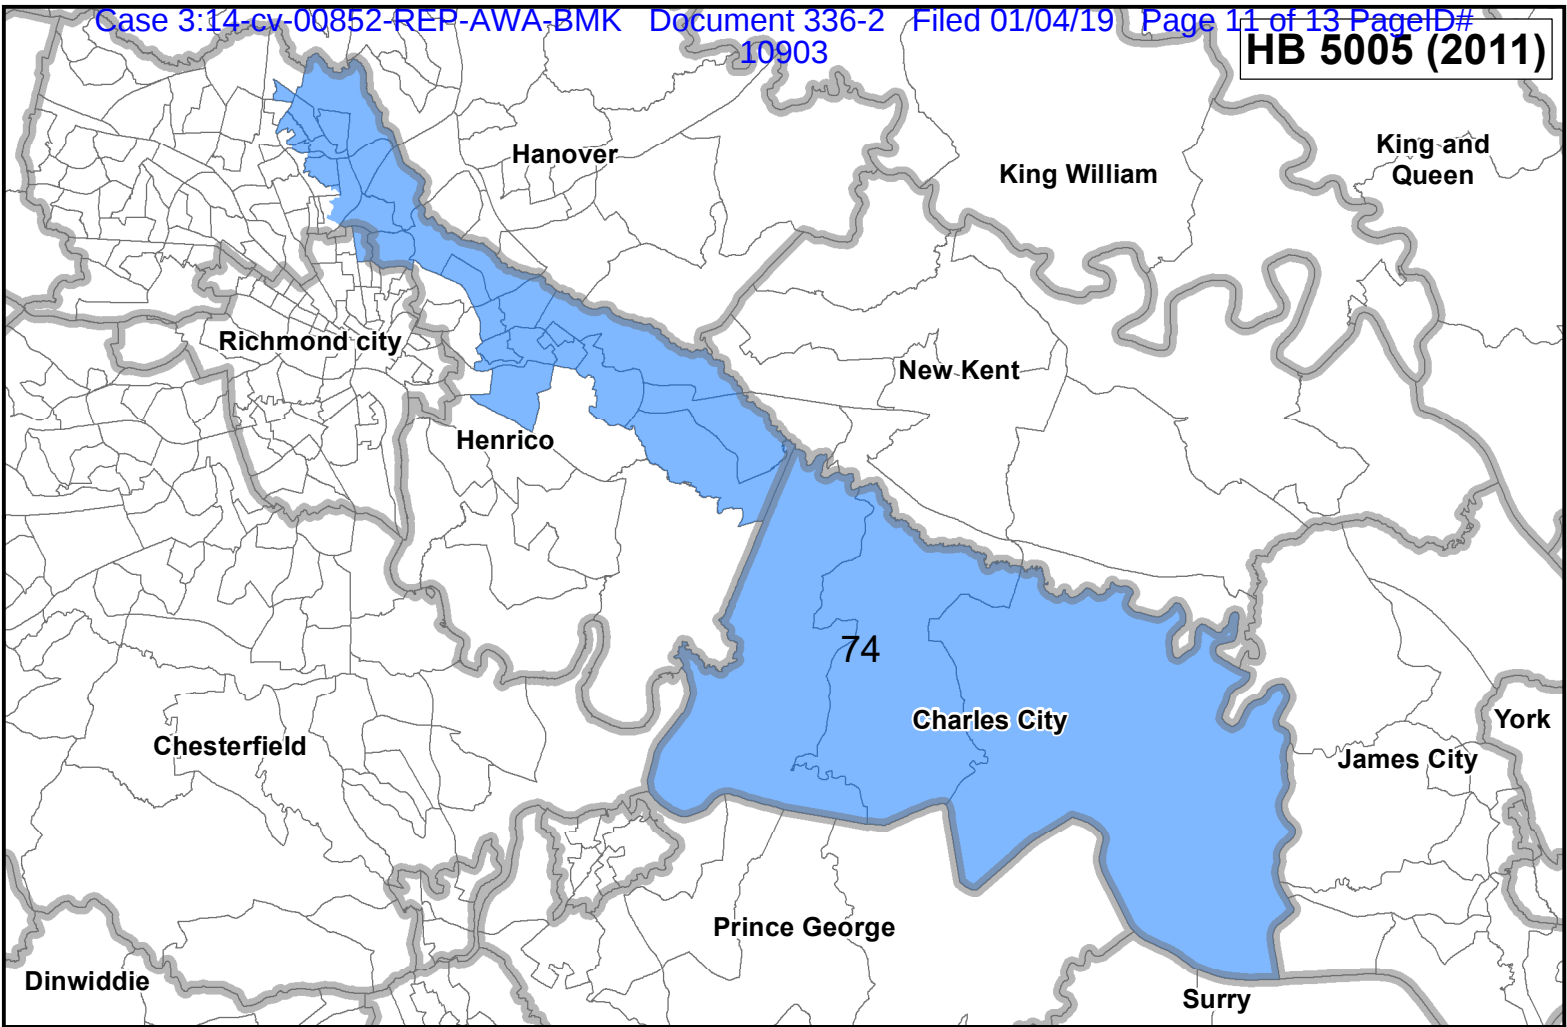 Case 3:14-cv-00852-REP-AWA-BMK Document 336-2 Filed 01/04/19 Page 11 of 13 PageID#
10903
HB 5005 (2011)
Hanover
King William
King and
Queen
Richmond city
New Kent
Henrico
74
Charles City
Chesterfield
York
James City
Prince George
Dinwiddie
Surry